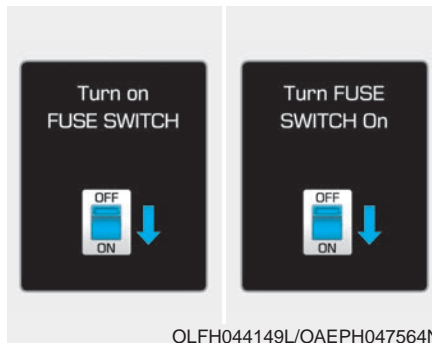 Turn on
FUSE SWITCH
OFF
ON
Turn FUSE
SWITCH On
OFF
ON
OLFH044149L/OAEPH047564N